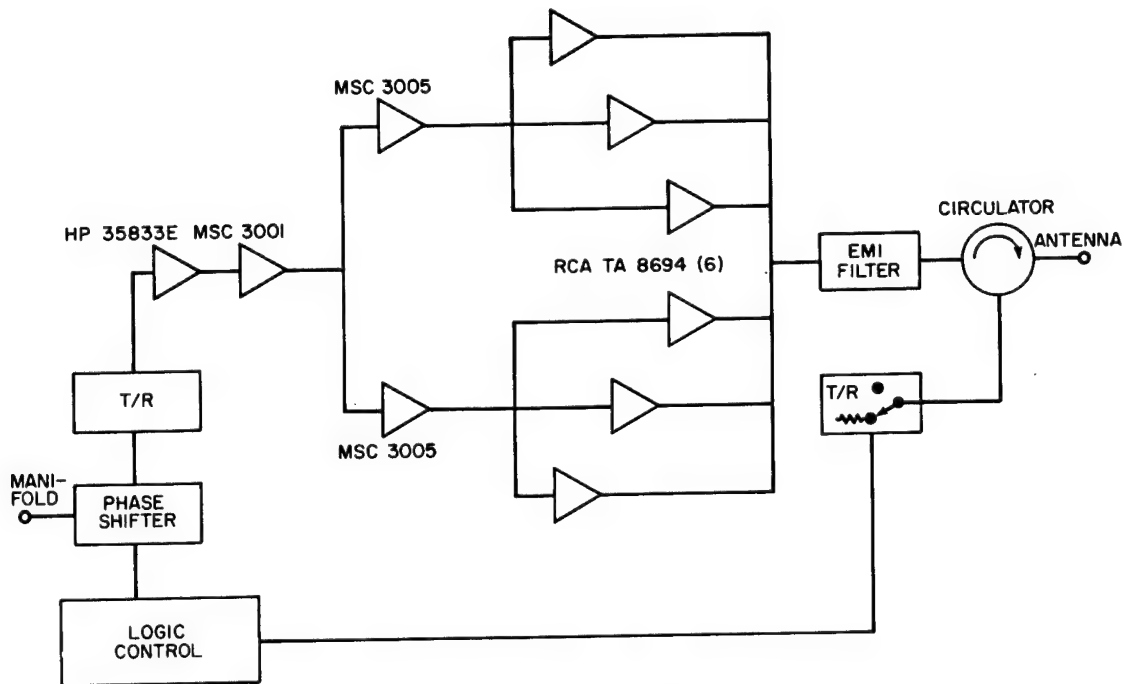 MSC 3005
HP 35833E
MSC 3001
RCA TA 8694 (6)
EMI
FILTER
CIRCULATOR
ANTENNA
T/R
T/R
MSC 3005
MANI-
FOLD
PHASE
SHIFTER
LOGIC
CONTROL